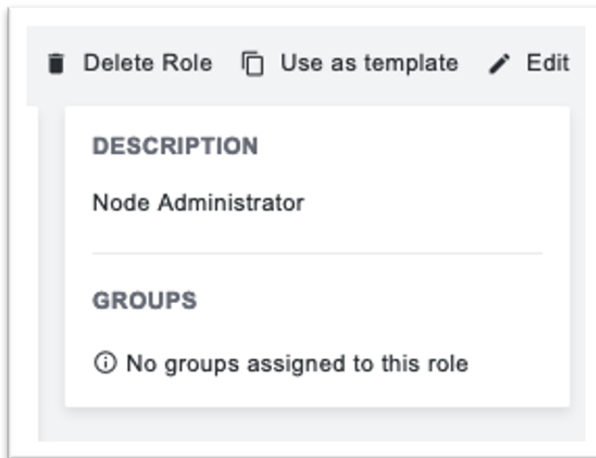 Delete Role Use as template Edit
DESCRIPTION
Node Administrator
GROUPS
No groups assigned to this role